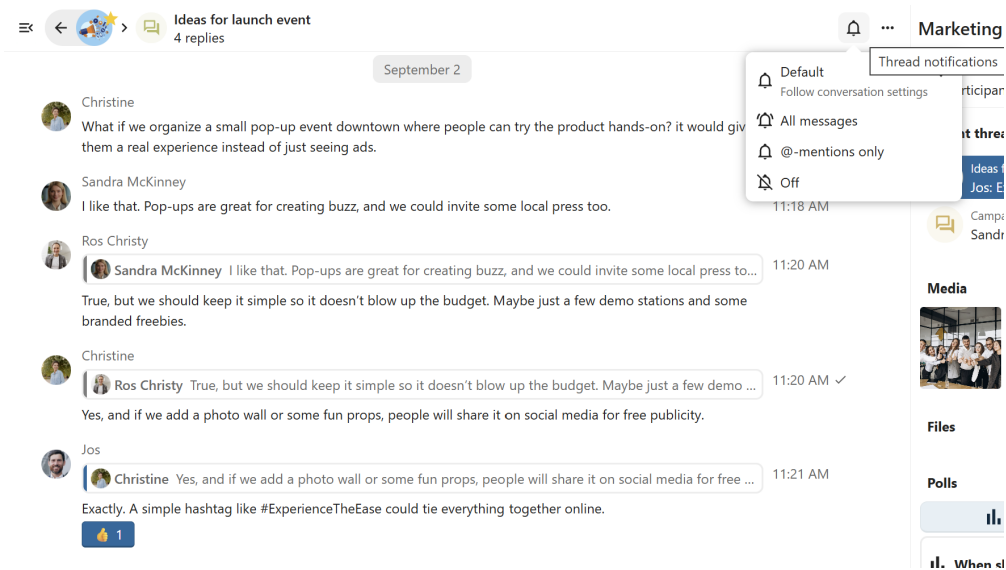 Ideas for launch event
4 replies
Marketing
Thread notifications
September 2
Default
Follow conversation settings
All messages
@-mentions only
Off
Christine
What if we organize a small pop-up event downtown where people can try the product hands-on? it would giv
them a real experience instead of just seeing ads.
Sandra McKinney
I like that. Pop-ups are great for creating buzz, and we could invite some local press too.
11:18 AM
Ros Christy
Sandra McKinney I like that. Pop-ups are great for creating buzz, and we could invite some local press to...
11:20 AM
True, but we should keep it simple so it doesn't blow up the budget. Maybe just a few demo stations and some
branded freebies.
Christine
Ros Christy True, but we should keep it simple so it doesn't blow up the budget. Maybe just a few demo ...
11:20 AM
Yes, and if we add a photo wall or some fun props, people will share it on social media for free publicity.
Jos
Christine Yes, and if we add a photo wall or some fun props, people will share it on social media for free ...
11:21 AM
Exactly. A simple hashtag like #ExperienceTheEase could tie everything together online.
👍 1
rticipan
nt threa
Ideas f
Jos: E
Campa
Sandr
Media
Files
Polls
When sh